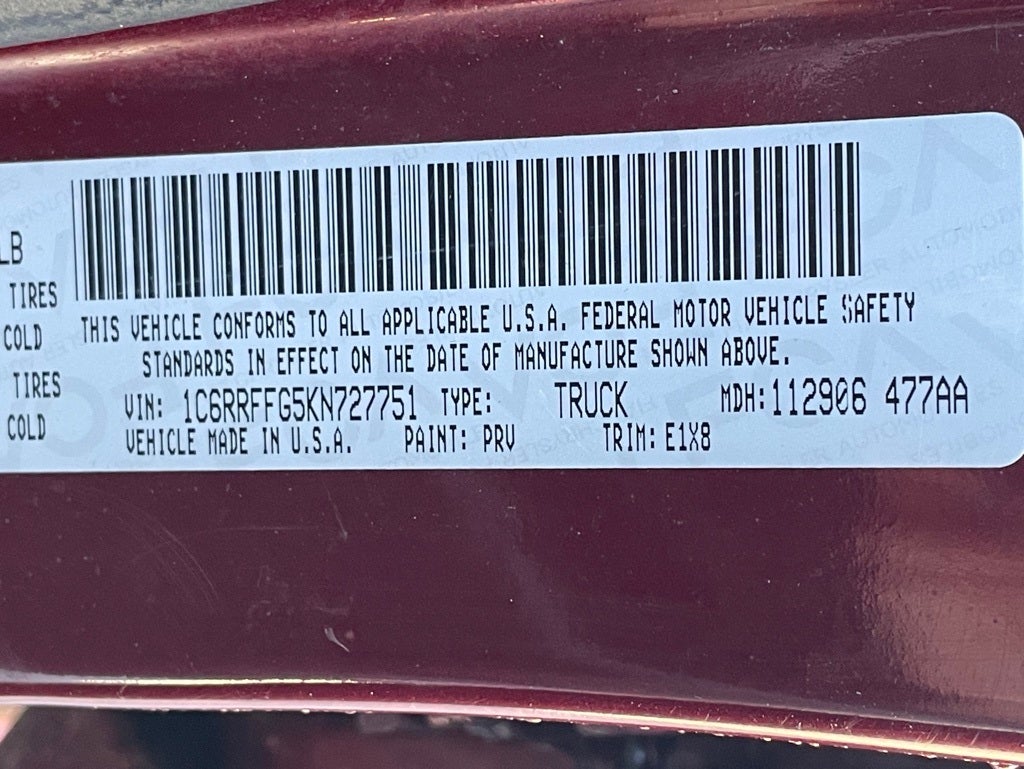 LB
TIRES
COLD
TIRES
COLD
THIS VEHICLE CONFORMS TO ALL APPLICABLE U.S.A. FEDERAL MOTOR VEHICLE SAFETY
STANDARDS IN EFFECT ON THE DATE OF MANUFACTURE SHOWN ABOVE.
VIN: 1C6RRFFG5KN727751 TYPE: TRUCK MDH: 112906 477AA
VEHICLE MADE IN U.S.A. PAINT: PRV TRIM: E1X8